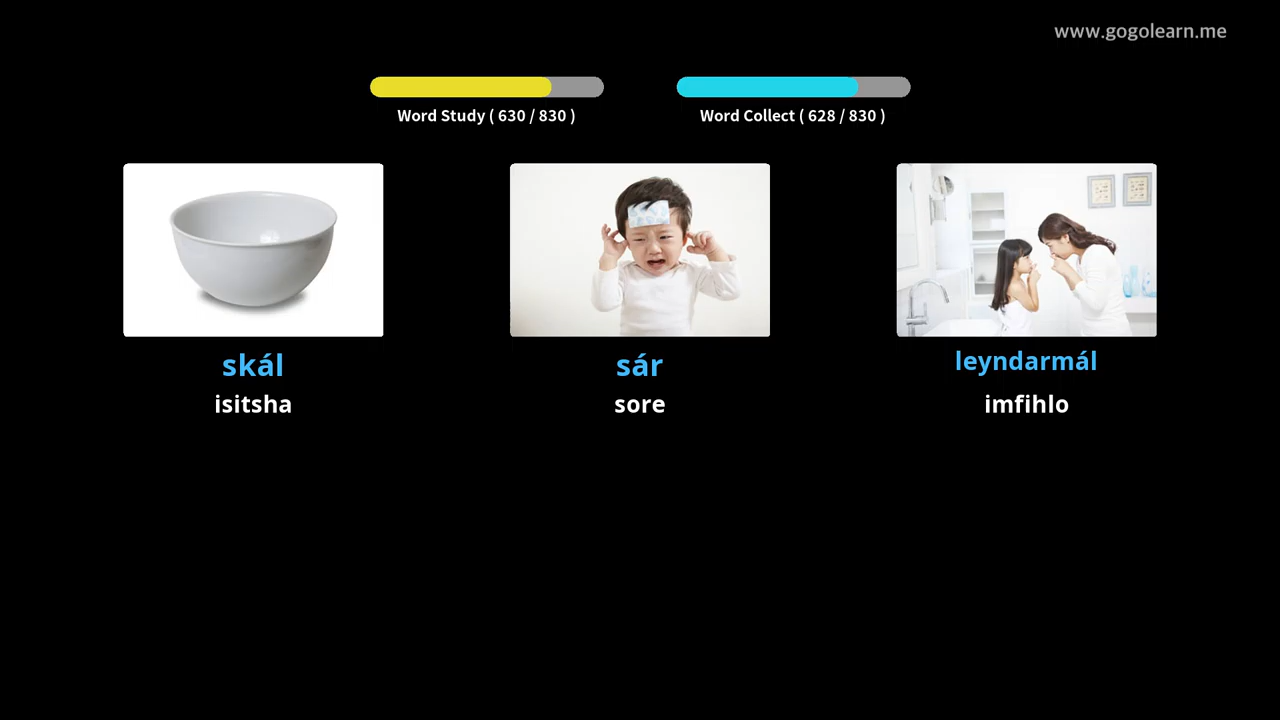 www.gogolearn.me
Word Study ( 630 / 830 )
Word Collect ( 628 / 830 )
skál
sár
leyndarmál
isitsha
sore
imfihlo